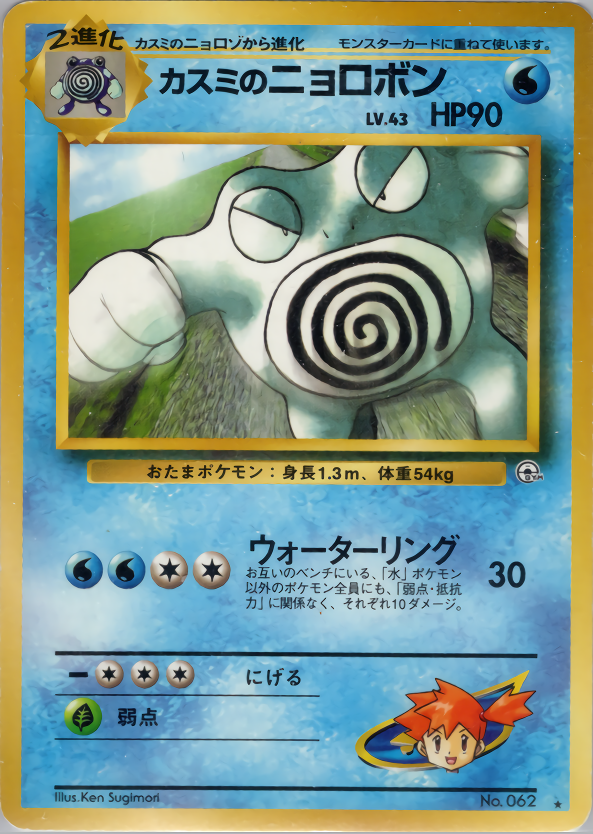 2進化
カスミのニョロゾから進化
モンスターカードに重ねて使います。
カスミのニョロボン
LV.43 HP90
おたまポケモン：身長1.3m、体重54kg
GYM
ウォーターリング
30
お互いのベンチにいる、「水」ポケモン
以外のポケモン全員にも、「弱点・抵抗
力」に関係なく、それぞれ10ダメージ。
にげる
弱点
Illus.Ken Sugimori
No.062 ★